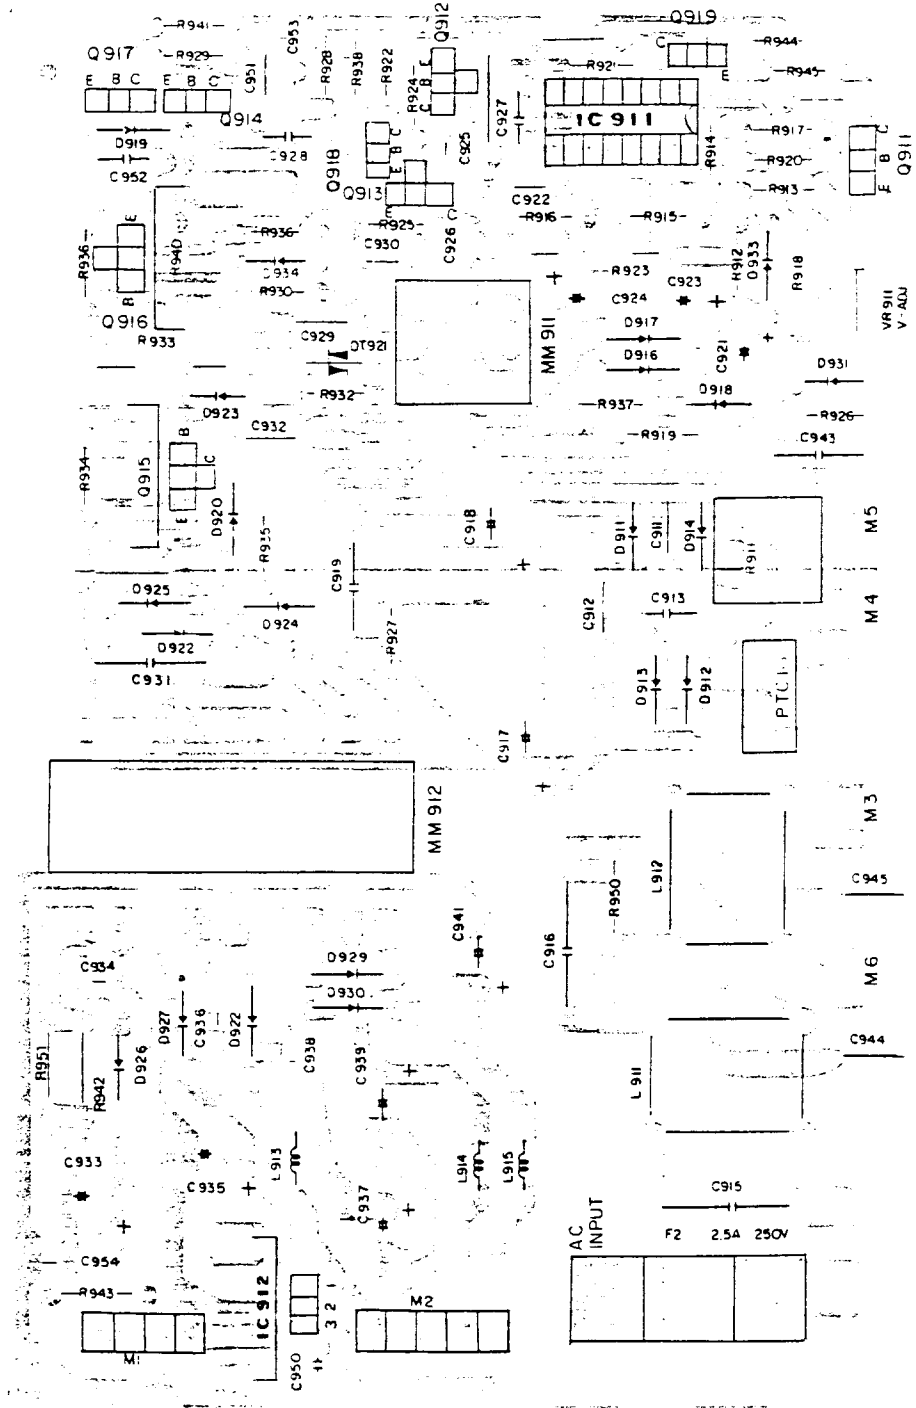 Q919
Q912
R941
C953
Q917
R929
R944
C
C951
R928
R938
R922
E
R921
R945
E
B
C
E
B
C
R924
B
C
E
C927
IC 911
Q914
D919
C928
Q918
C
B
E
C925
R914
R917
C
C952
R920
B
Q911
Q913
E
C
C922
R913
E
R925
R916
R915
R936
E
R940
R936
C930
C926
R912
D933
R918
C934
R923
C923
R930
C924
VR911
V-ADJ
B
Q916
C929
D917
R933
DT921
MM 911
D916
C921
D931
D923
R932
R937
D918
R926
C932
R919
C943
R934
Q915
B
C
E
D920
C918
D911
C911
D914
M5
R935
R911
C919
D925
C912
C913
M4
D924
R927
D922
C931
D913
D912
PTC1
C917
MM 912
M3
L912
C945
R950
C941
C916
C934
D929
M6
D930
D927
C936
D922
R951
D926
C938
C939
C944
R942
L911
C933
L913
L914
L915
C935
C937
C915
AC
INPUT
F2
2.5A
250V
C954
R943
IC 912
1
2
3
M2
M1
C950